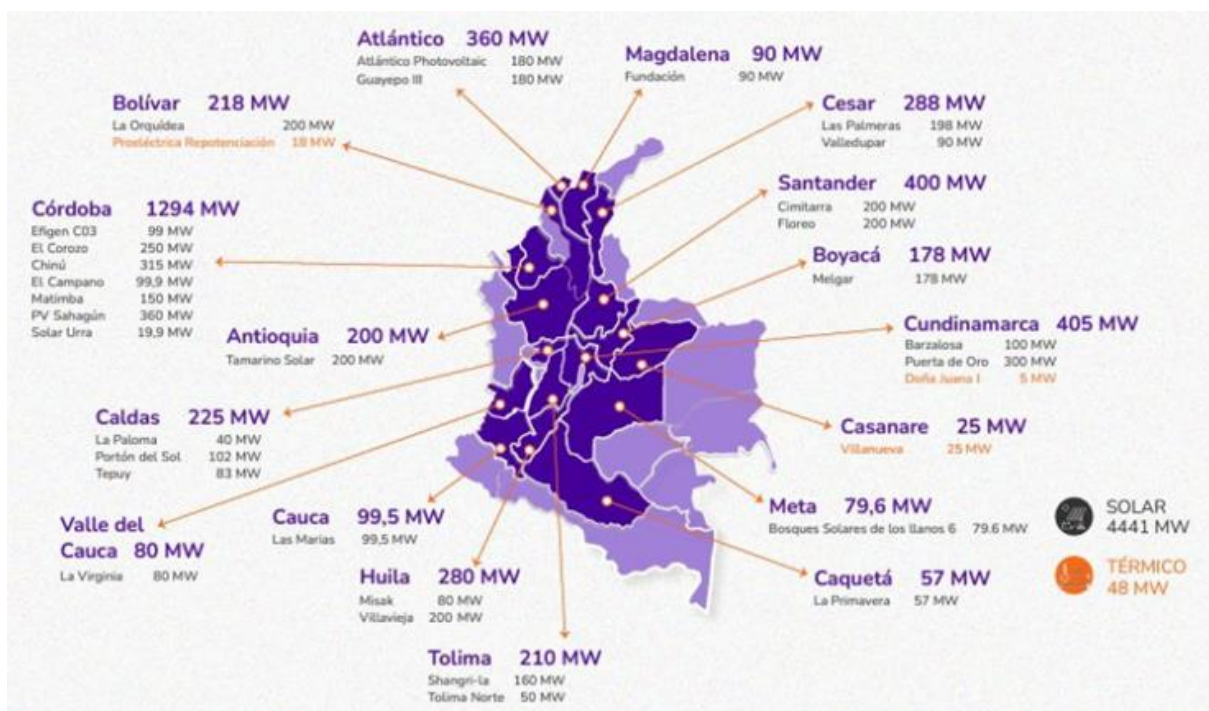 Atlántico 360 MW
Atlántico Photovoltaic 180 MW
Guayepo III 180 MW
Magdalena 90 MW
Fundación 90 MW
Bolívar 218 MW
La Orquídea 200 MW
Proeléctrica Repotenciación 18 MW
Cesar 288 MW
Las Palmeras 198 MW
Valledupar 90 MW
Santander 400 MW
Cimitarra 200 MW
Floreo 200 MW
Córdoba 1294 MW
Efigen C03 99 MW
El Corozo 250 MW
Chinú 315 MW
El Campano 99,9 MW
Matimba 150 MW
PV Sahagún 360 MW
Solar Urra 19,9 MW
Boyacá 178 MW
Melgar 178 MW
Antioquia 200 MW
Tamarino Solar 200 MW
Cundinamarca 405 MW
Barzalosa 100 MW
Puerta de Oro 300 MW
Doña Juana I 5 MW
Caldas 225 MW
La Paloma 40 MW
Portón del Sol 102 MW
Tepuy 83 MW
Casanare 25 MW
Villanueva 25 MW
Valle del
Cauca 80 MW
La Virginia 80 MW
Cauca 99,5 MW
Las Marias 99,5 MW
Meta 79,6 MW
Bosques Solares de los llanos 6 79.6 MW
SOLAR
4441 MW
TÉRMICO
48 MW
Huila 280 MW
Misak 80 MW
Villavieja 200 MW
Caquetá 57 MW
La Primavera 57 MW
Tolima 210 MW
Shangri-la 160 MW
Tolima Norte 50 MW